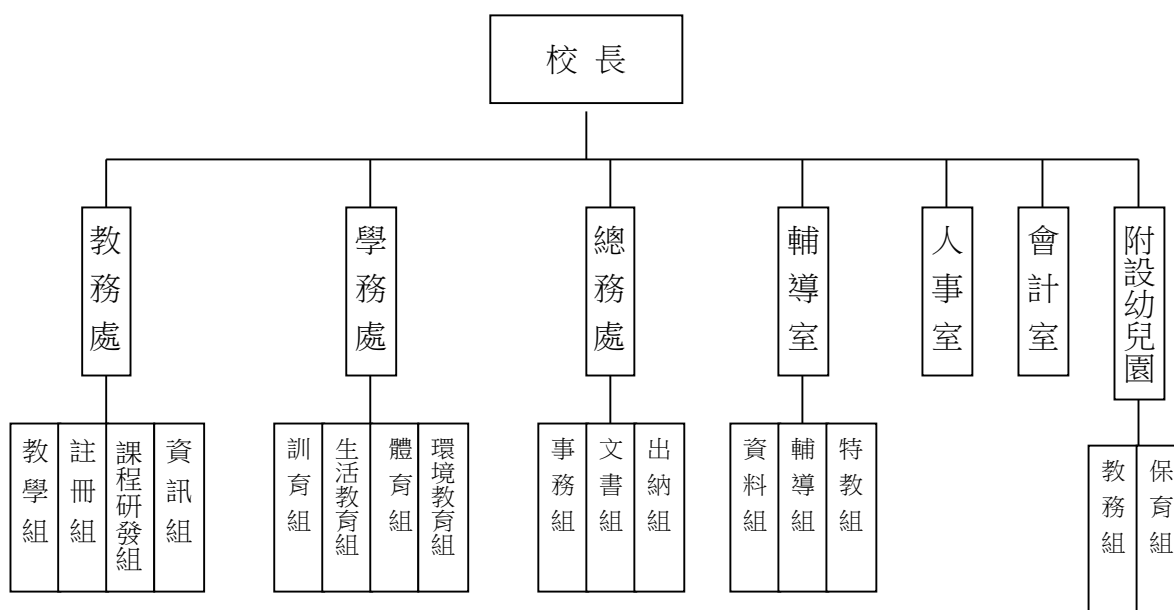 校長
教務處
學務處
總務處
輔導室
人事室
會計室
附設幼兒園
教學組
註冊組
課程研發組
資訊組
訓育組
生活教育組
體育組
環境教育組
事務組
文書組
出納組
資料組
輔導組
特教組
教務組
保育組